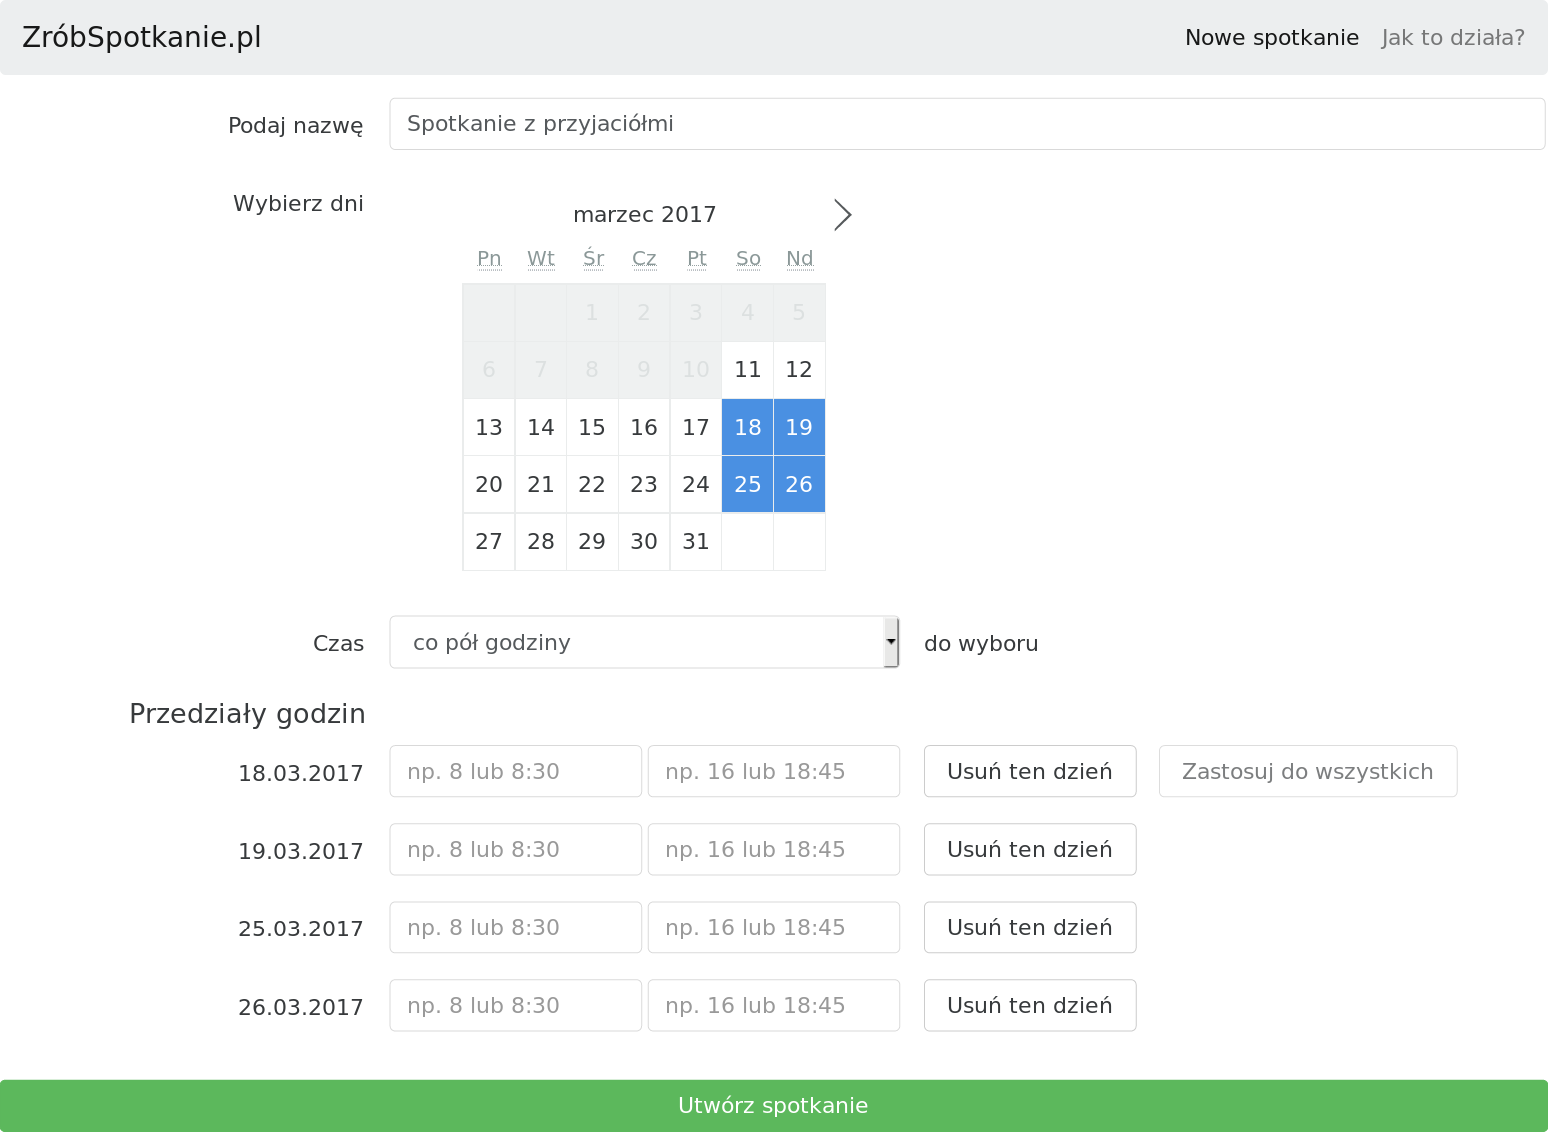 ZróbSpotkanie.pl Nowe spotkanie Jak to działa?
Podaj nazwę Spotkanie z przyjaciółmi
Wybierz dni marzec 2017
Pn Wt Śr Cz Pt So Nd
1 2 3 4 5
6 7 8 9 10 11 12
13 14 15 16 17 18 19
20 21 22 23 24 25 26
27 28 29 30 31
Czas co pół godziny do wyboru
Przedziały godzin
18.03.2017 np. 8 lub 8:30 np. 16 lub 18:45 Usuń ten dzień Zastosuj do wszystkich
19.03.2017 np. 8 lub 8:30 np. 16 lub 18:45 Usuń ten dzień
25.03.2017 np. 8 lub 8:30 np. 16 lub 18:45 Usuń ten dzień
26.03.2017 np. 8 lub 8:30 np. 16 lub 18:45 Usuń ten dzień
Utwórz spotkanie